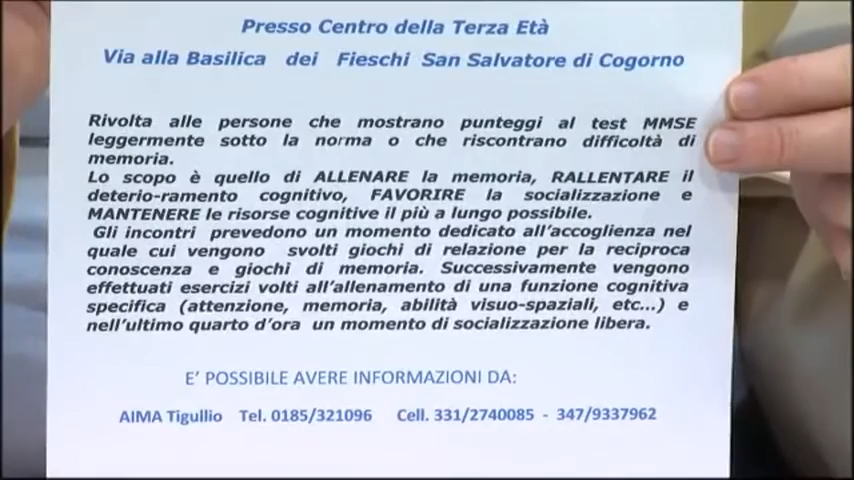 Presso Centro della Terza Età
Via alla Basilica dei Fieschi San Salvatore di Cogorno
Rivolta alle persone che mostrano punteggi al test MMSE
leggermente sotto la norma o che riscontrano difficoltà di
memoria.
Lo scopo è quello di ALLENARE la memoria, RALLENTARE il
deterio-ramento cognitivo, FAVORIRE la socializzazione e
MANTENERE le risorse cognitive il più a lungo possibile.
Gli incontri prevedono un momento dedicato all'accoglienza nel
quale cui vengono svolti giochi di relazione per la reciproca
conoscenza e giochi di memoria. Successivamente vengono
effettuati esercizi volti all'allenamento di una funzione cognitiva
specifica (attenzione, memoria, abilità visuo-spaziali, etc...) e
nell'ultimo quarto d'ora un momento di socializzazione libera.
E' POSSIBILE AVERE INFORMAZIONI DA:
AIMA Tigullio Tel. 0185/321096 Cell. 331/2740085 - 347/9337962